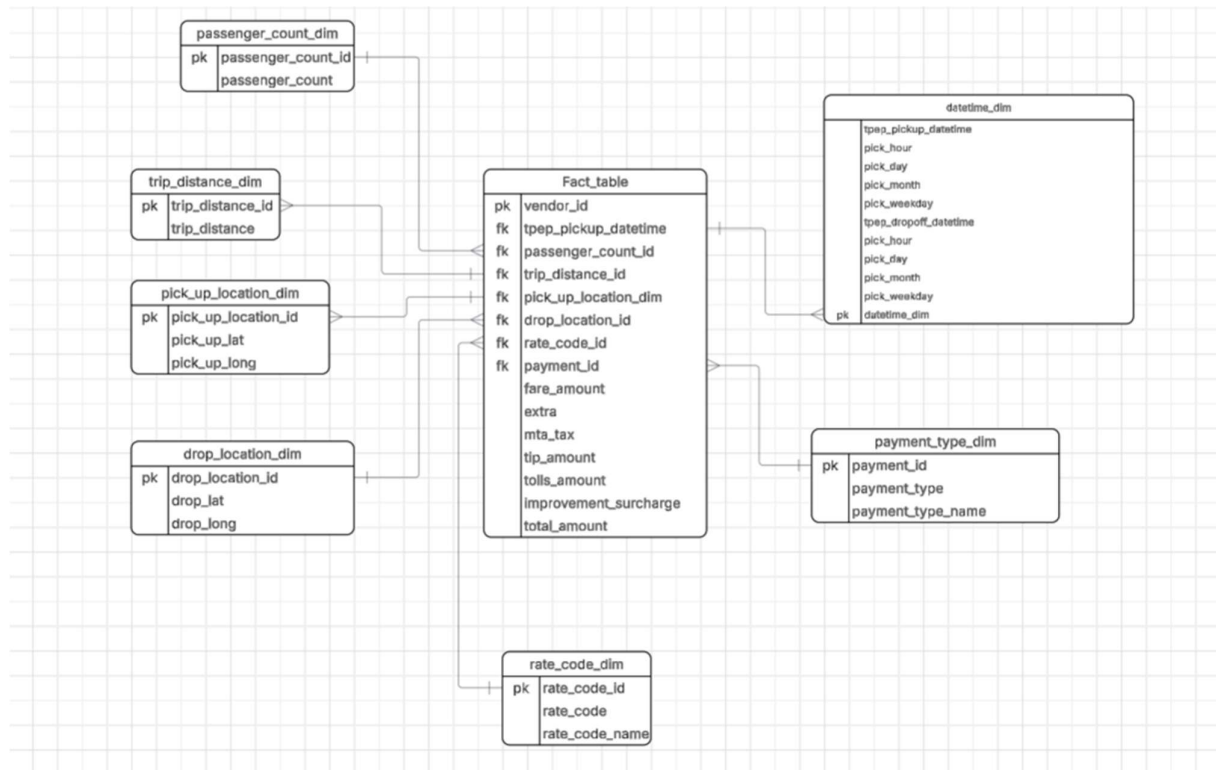 passenger_count_dim
pk passenger_count_id
passenger_count
trip_distance_dim
pk trip_distance_id
trip_distance
pick_up_location_dim
pk pick_up_location_id
pick_up_lat
pick_up_long
drop_location_dim
pk drop_location_id
drop_lat
drop_long
Fact_table
pk vendor_id
fk tpep_pickup_datetime
fk passenger_count_id
fk trip_distance_id
fk pick_up_location_dim
fk drop_location_id
fk rate_code_id
fk payment_id
fare_amount
extra
mta_tax
tip_amount
tolls_amount
improvement_surcharge
total_amount
rate_code_dim
pk rate_code_id
rate_code
rate_code_name
datetime_dim
tpep_pickup_datetime
pick_hour
pick_day
pick_month
pick_weekday
tpep_dropoff_datetime
pick_hour
pick_day
pick_month
pick_weekday
pk datetime_dim
payment_type_dim
pk payment_id
payment_type
payment_type_name